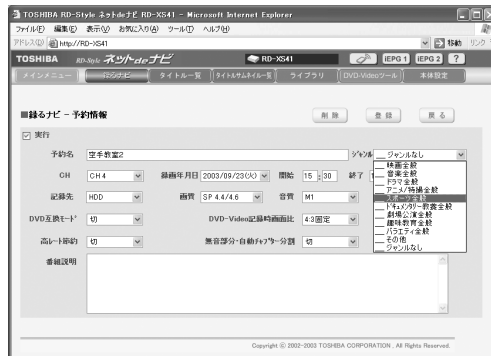 TOSHIBA RD-Style ネットdeナビ RD-XS41 - Microsoft Internet Explorer
ファイル(F) 編集(E) 表示(V) お気に入り(A) ツール(T) ヘルプ(H)
アドレス(D) http://RD-XS41 移動 リンク
TOSHIBA RD-Style ネットdeナビ RD-XS41 iEPG 1 iEPG 2 ?
メインメニュー 録るナビ タイトル一覧 タイトルサムネイル一覧 ライブラリ DVD-Videoツール 本体設定
■録るナビ - 予約情報 削除 登録 戻る
実行
予約名 空手教室2 ジャンル __ ジャンルなし
CH CH4 録画年月日 2003/09/23(火) 開始 15 : 30 終了
記録先 HDD 画質 SP 4.4/4.6 音質 M1
DVD互換モード 切 DVD-Video記録時画面比 4:3固定
高レート節約 切 無音部分・自動チャプター分割 切
番組説明
__ 映画全般
__ 音楽全般
__ ドラマ全般
__ アニメ/特撮全般
__ スポーツ全般
__ ドキュメンタリー・教養全般
__ 劇場公演全般
__ 趣味教育全般
__ バラエティ全般
__ その他
__ ジャンルなし
Copyright © 2002-2003 TOSHIBA CORPORATION, All Rights Reserved.